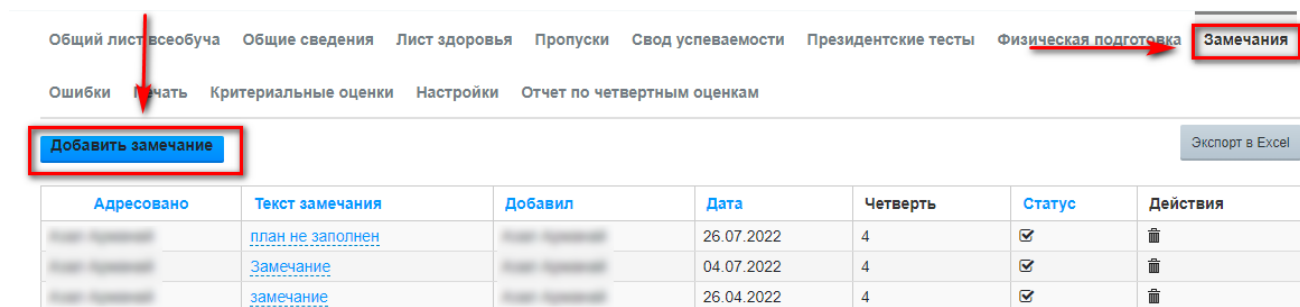 Общий лист всеобуча Общие сведения Лист здоровья Пропуски Свод успеваемости Президентские тесты Физическая подготовка Замечания
Ошибки Печать Критериальные оценки Настройки Отчет по четвертным оценкам
Добавить замечание Экспорт в Excel
Адресовано Текст замечания Добавил Дата Четверть Статус Действия
план не заполнен 26.07.2022 4
Замечание 04.07.2022 4
замечание 26.04.2022 4